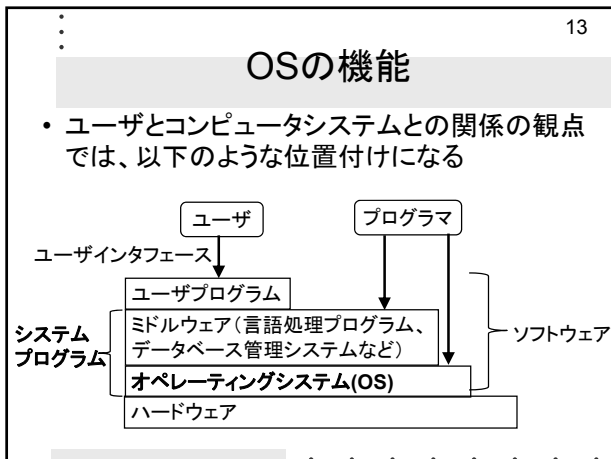 13
OSの機能
• ユーザとコンピュータシステムとの関係の観点
では、以下のような位置付けになる
ユーザ
プログラマ
ユーザインタフェース
ユーザプログラム
システム
プログラム
ミドルウェア(言語処理プログラム、
データベース管理システムなど)
ソフトウェア
オペレーティングシステム(OS)
ハードウェア